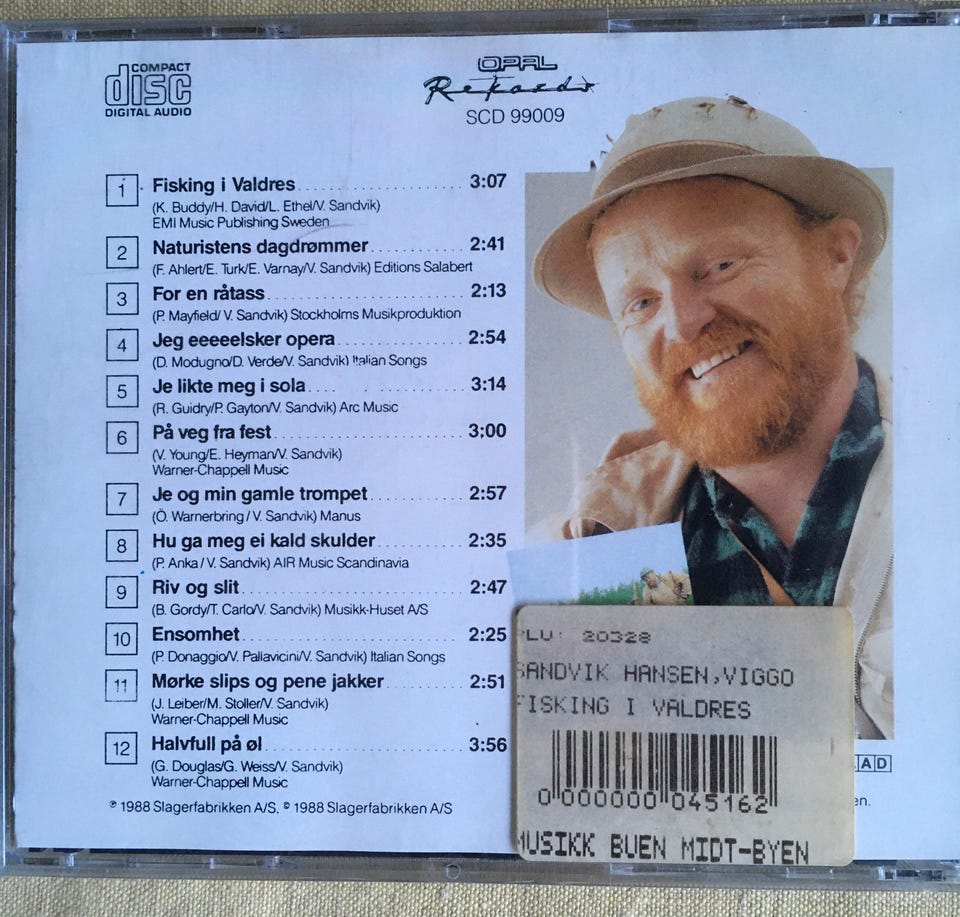 COMPACT
disc
DIGITAL AUDIO
OPAL
Rekords
SCD 99009
1 Fisking i Valdres 3:07
(K. Buddy/H. David/L. Ethel/V. Sandvik)
EMI Music Publishing Sweden
2 Naturistens dagdrømmer 2:41
(F. Ahlert/E. Turk/E. Varnay/V. Sandvik) Editions Salabert
3 For en råtass 2:13
(P. Mayfield/ V. Sandvik) Stockholms Musikproduktion
4 Jeg eeeeelsker opera 2:54
(D. Modugno/D. Verde/V. Sandvik) Italian Songs
5 Je likte meg i sola 3:14
(R. Guidry/P. Gayton/V. Sandvik) Arc Music
6 På veg fra fest 3:00
(V. Young/E. Heyman/V. Sandvik)
Warner-Chappell Music
7 Je og min gamle trompet 2:57
(Ö. Warnerbring / V. Sandvik) Manus
8 Hu ga meg ei kald skulder 2:35
(P. Anka / V. Sandvik) AIR Music Scandinavia
9 Riv og slit 2:47
(B. Gordy/T. Carlo/V. Sandvik) Musikk-Huset A/S
10 Ensomhet 2:25
(P. Donaggio/V. Pallavicini/V. Sandvik) Italian Songs
11 Mørke slips og pene jakker 2:51
(J. Leiber/M. Stoller/V. Sandvik)
Warner-Chappell Music
12 Halvfull på øl 3:56
(G. Douglas/G. Weiss/V. Sandvik)
Warner-Chappell Music
℗ 1988 Slagerfabrikken A/S. © 1988 Slagerfabrikken A/S
PLU: 20328
SANDVIK HANSEN,VIGGO
FISKING I VALDRES
0 000000 045162
MUSIKK BUEN MIDT-BYEN
AAD
en.